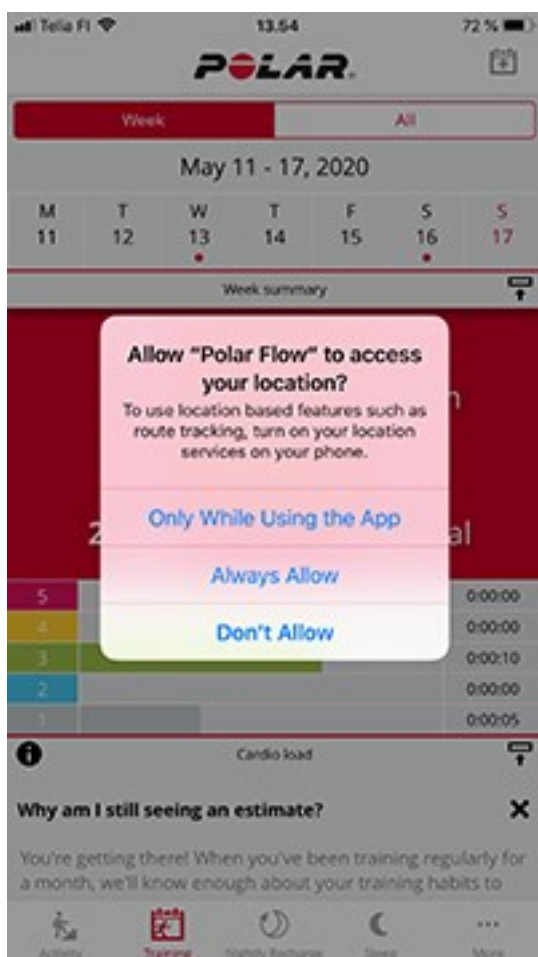 Telia FI 13.54 72 %
POLAR.
Week All
May 11 - 17, 2020
M T W T F S S
11 12 13 14 15 16 17
Week summary
Allow “Polar Flow” to access
your location?
To use location based features such as
route tracking, turn on your location
services on your phone.
n
Only While Using the App
2 al
Always Allow
5 0:00:00
4 0:00:00
Don’t Allow
3 0:00:10
2 0:00:00
1 0:00:05
Cardio load
Why am I still seeing an estimate?
You’re getting there! When you’ve been training regularly for
a month, we’ll know enough about your training habits to
Activity Training Nightly Recharge Sleep More